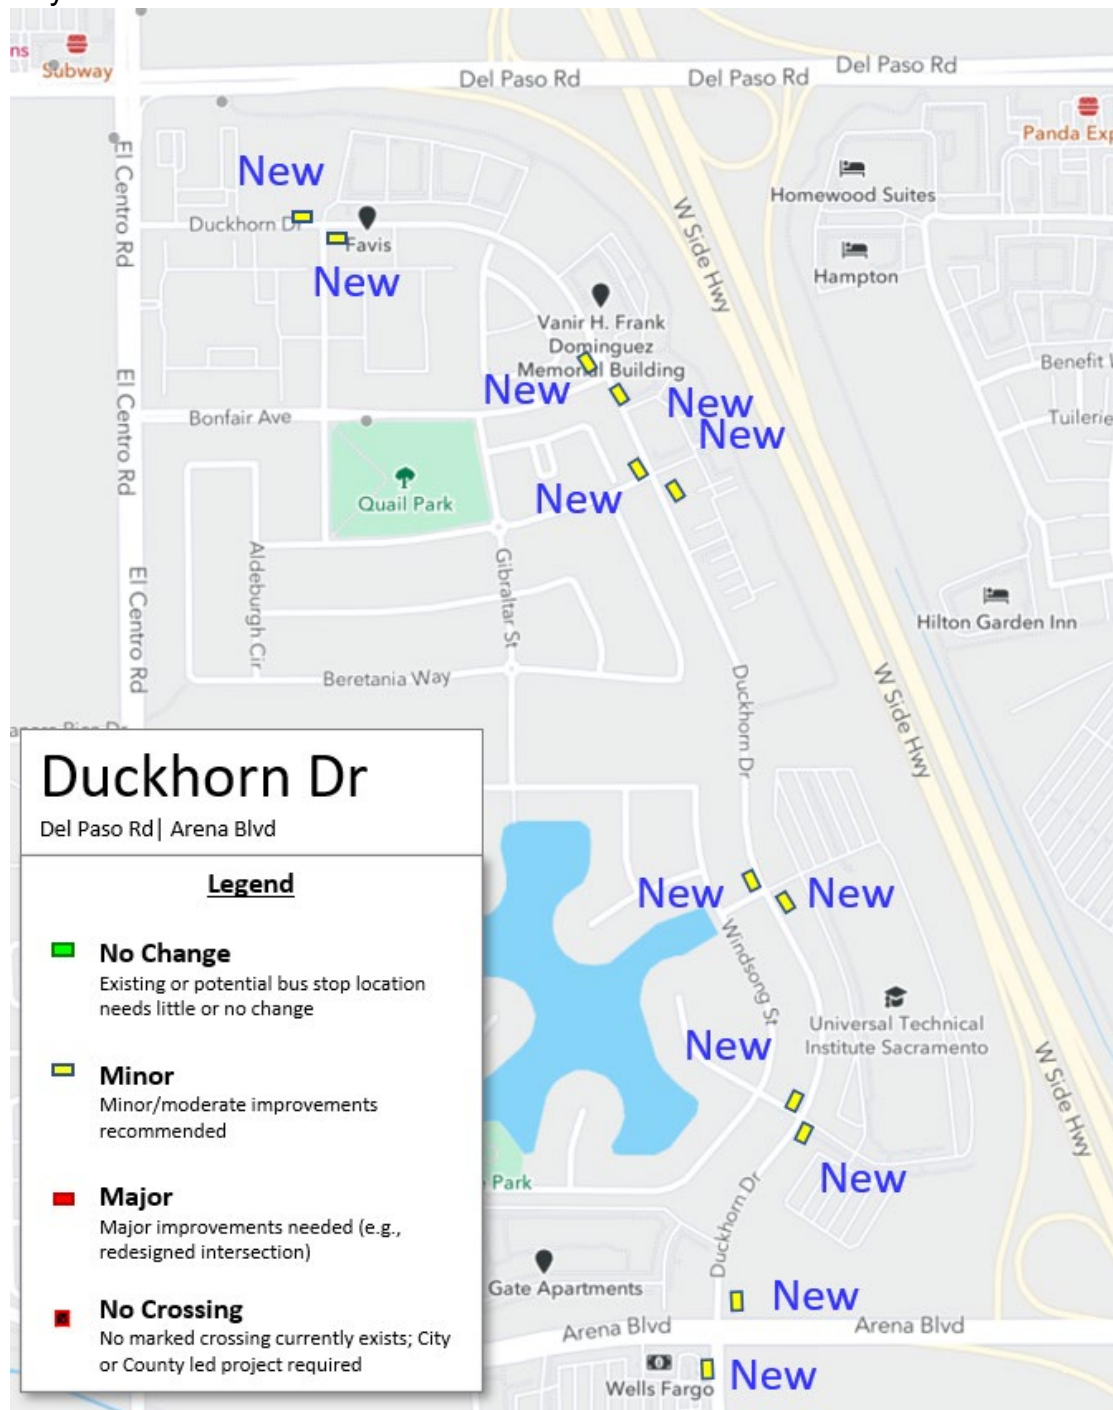 ns
Subway
Del Paso Rd
Del Paso Rd
Del Paso Rd
Panda Exp
El Centro Rd
New
Homewood Suites
Duckhorn Dr
Favis
W Side Hwy
Hampton
New
Vanir H. Frank
Dominguez
Memorial Building
Benefit
El Centro Rd
Bonfair Ave
New
New
New
Tuilerie
Quail Park
New
Aldeburgh Cir
Gibraltar St
El Centro Rd
Hilton Garden Inn
Beretania Way
Duckhorn Dr
W Side Hwy
Duckhorn Dr
Del Paso Rd| Arena Blvd
Legend
No Change
Existing or potential bus stop location
needs little or no change
Minor
Minor/moderate improvements
recommended
Major
Major improvements needed (e.g.,
redesigned intersection)
No Crossing
No marked crossing currently exists; City
or County led project required
New
New
Windsong St
Universal Technical
Institute Sacramento
New
W Side Hwy
New
Park
Duckhorn Dr
Gate Apartments
New
Arena Blvd
Arena Blvd
Wells Fargo
New